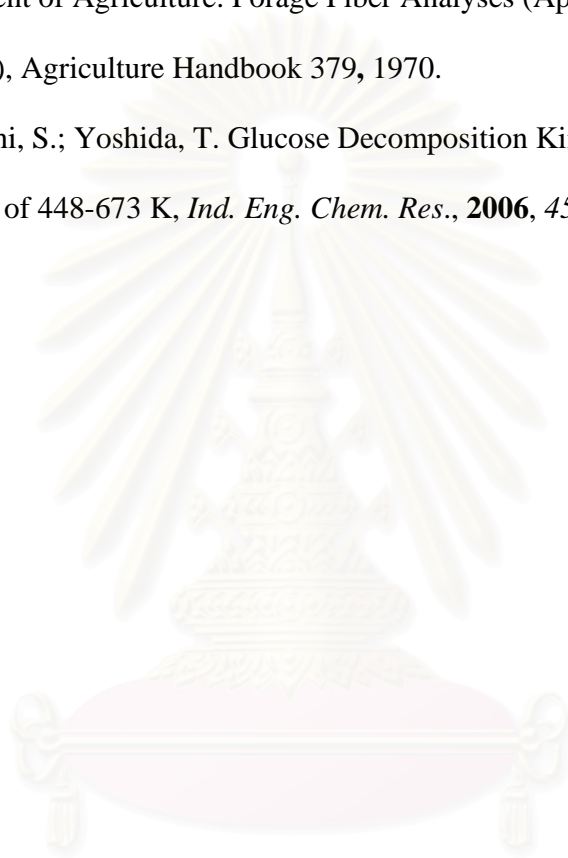 ent of Agriculture. Forage Fiber Analyses (Ap
), Agriculture Handbook 379, 1970.
ni, S.; Yoshida, T. Glucose Decomposition Ki
of 448-673 K, Ind. Eng. Chem. Res., 2006, 45